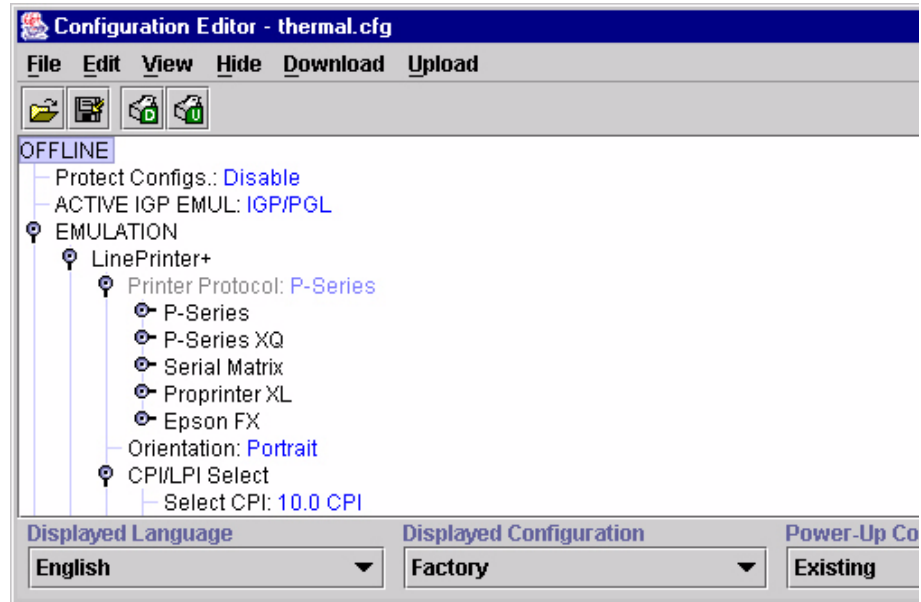 Configuration Editor - thermal.cfg
File Edit View Hide Download Upload
D U
OFFLINE
Protect Configs.: Disable
ACTIVE IGP EMUL: IGP/PGL
EMULATION
LinePrinter+
Printer Protocol: P-Series
P-Series
P-Series XQ
Serial Matrix
Proprinter XL
Epson FX
Orientation: Portrait
CPI/LPI Select
Select CPI: 10.0 CPI
Displayed Language Displayed Configuration Power-Up Co
English Factory Existing